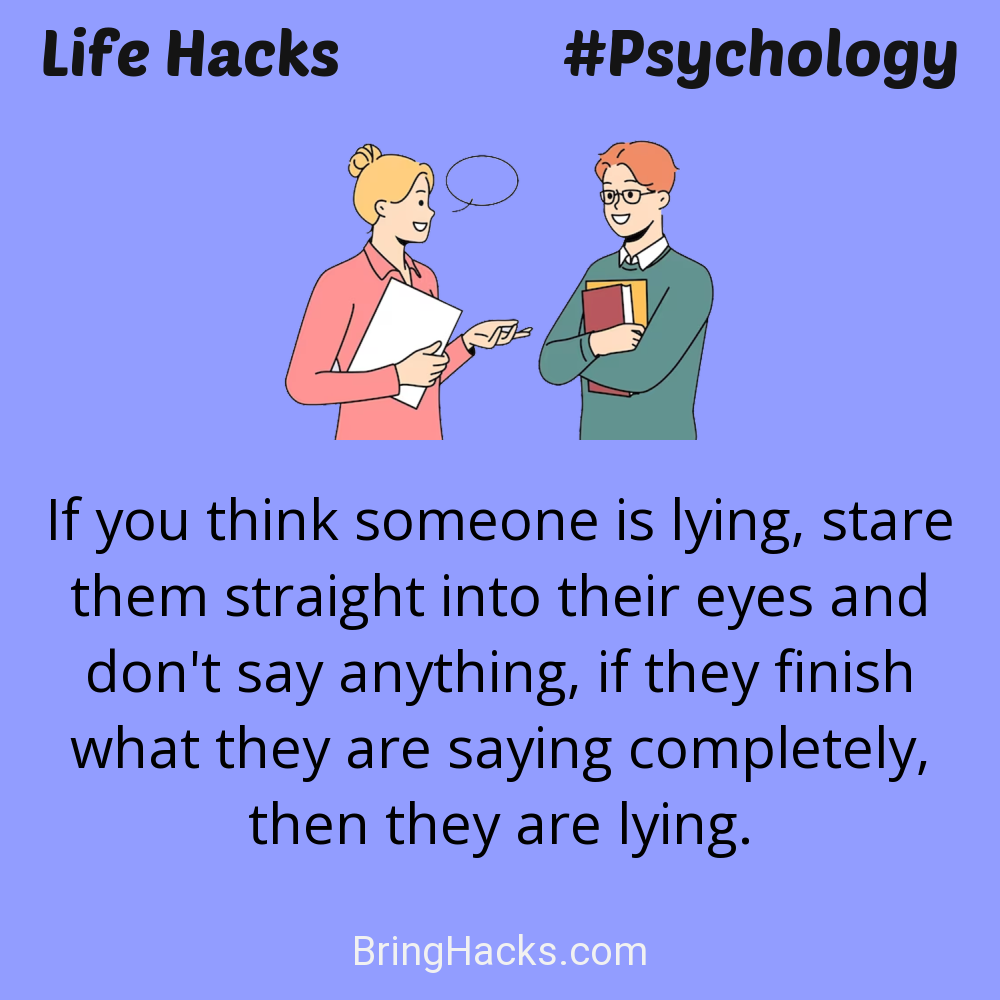 Life Hacks #Psychology
If you think someone is lying, stare
them straight into their eyes and
don't say anything, if they finish
what they are saying completely,
then they are lying.
BringHacks.com